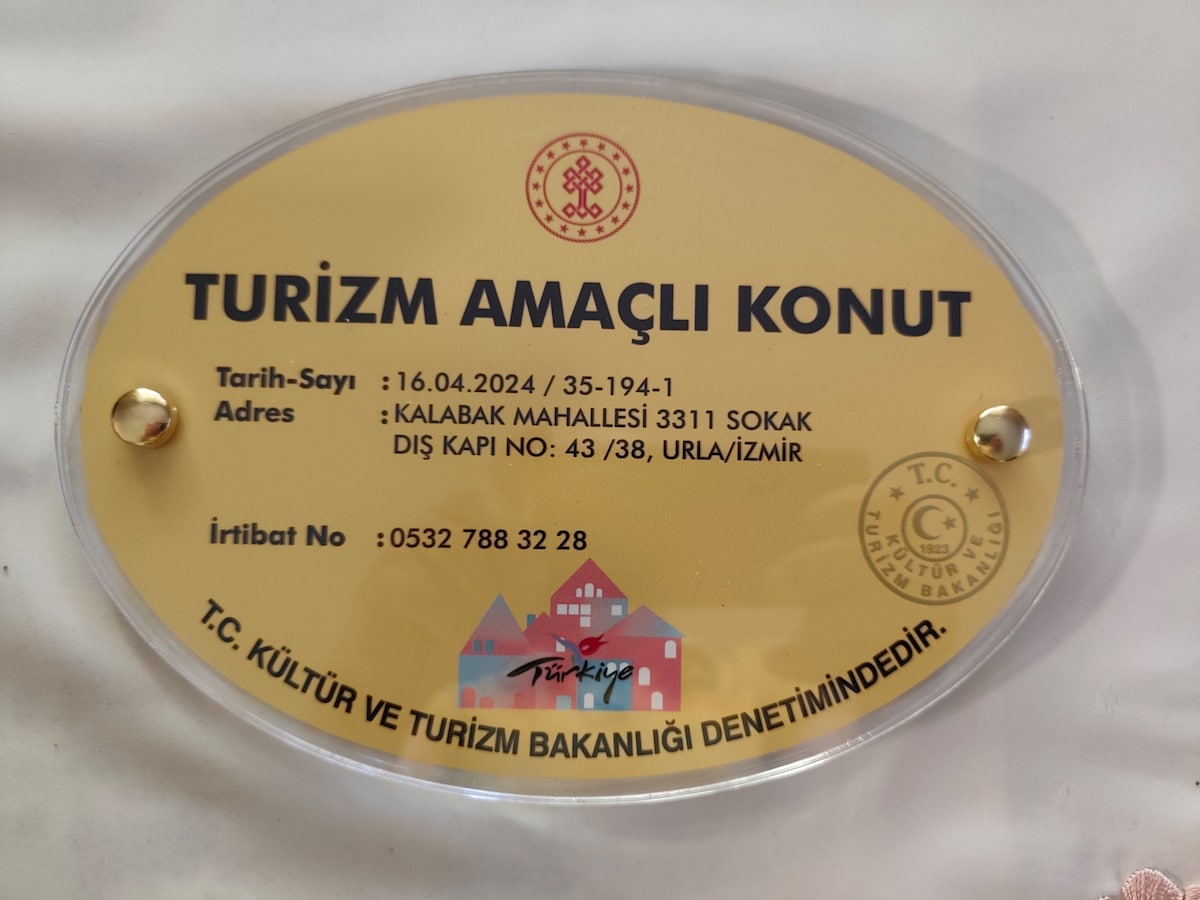 TURİZM AMAÇLI KONUT
Tarih-Sayı : 16.04.2024 / 35-194-1
Adres : KALABAK MAHALLESİ 3311 SOKAK
DIŞ KAPI NO: 43 /38, URLA/İZMİR
T.C.
KÜLTÜR VE
TURİZM BAKANLIĞI
1923
İrtibat No : 0532 788 32 28
Türkiye
T.C. KÜLTÜR VE TURİZM BAKANLIĞI DENETİMİNDEDİR.